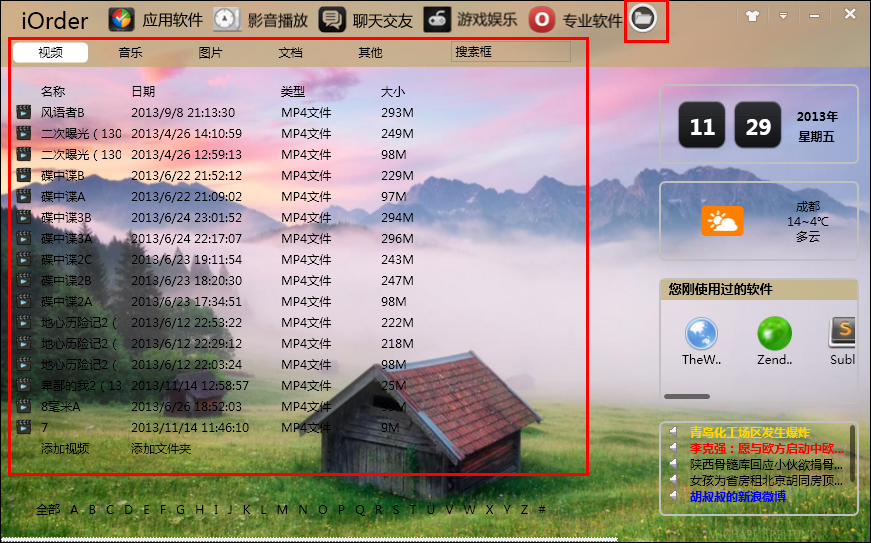 iOrder 应用软件 影音播放 聊天交友 游戏娱乐 专业软件
视频 音乐 图片 文档 其他 搜索框
名称 日期 类型 大小
风语者B 2013/9/8 21:13:30 MP4文件 293M
二次曝光（130 2013/4/26 14:10:59 MP4文件 249M
二次曝光（130 2013/4/26 12:59:13 MP4文件 98M
碟中谍B 2013/6/22 21:52:12 MP4文件 229M
碟中谍A 2013/6/22 21:09:02 MP4文件 97M
碟中谍3B 2013/6/24 23:01:52 MP4文件 294M
碟中谍3A 2013/6/24 22:17:07 MP4文件 296M
碟中谍2C 2013/6/23 19:11:54 MP4文件 243M
碟中谍2B 2013/6/23 18:20:30 MP4文件 247M
碟中谍2A 2013/6/23 17:34:51 MP4文件 98M
地心历险记2（ 2013/6/12 22:53:22 MP4文件 222M
地心历险记2（ 2013/6/12 22:29:12 MP4文件 218M
地心历险记2（ 2013/6/12 22:03:24 MP4文件 98M
卑鄙的我2（13 2013/11/14 12:58:57 MP4文件 25M
8毫米A 2013/6/26 18:52:03 MP4文件
7 2013/11/14 11:46:10 MP4文件 9M
添加视频 添加文件夹
全部 A B C D E F G H I J K L M N O P Q R S T U V W X Y Z #
11 29 2013年
星期五
成都
14~4℃
多云
您刚使用过的软件
TheW.. Zend.. Subl
青岛化工场区发生爆炸
李克强：愿与欧方启动中欧...
陕西骨髓库回应小伙欲捐骨...
女孩为省房租北京胡同房顶...
胡叔叔的新浪微博